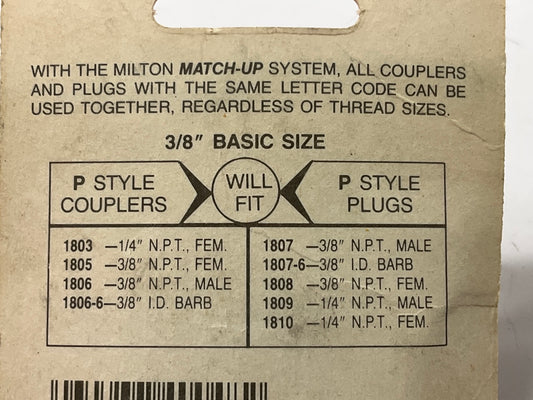 WITH THE MILTON MATCH-UP SYSTEM, ALL COUPLERS
AND PLUGS WITH THE SAME LETTER CODE CAN BE
USED TOGETHER, REGARDLESS OF THREAD SIZES.
3/8" BASIC SIZE
P STYLE
COUPLERS
WILL
FIT
P STYLE
PLUGS
1803 —1/4" N.P.T., FEM.
1805 —3/8" N.P.T., FEM.
1806 —3/8" N.P.T., MALE
1806-6—3/8" I.D. BARB
1807 —3/8" N.P.T., MALE
1807-6—3/8" I.D. BARB
1808 —3/8" N.P.T., FEM.
1809 —1/4" N.P.T., MALE
1810 —1/4" N.P.T., FEM.